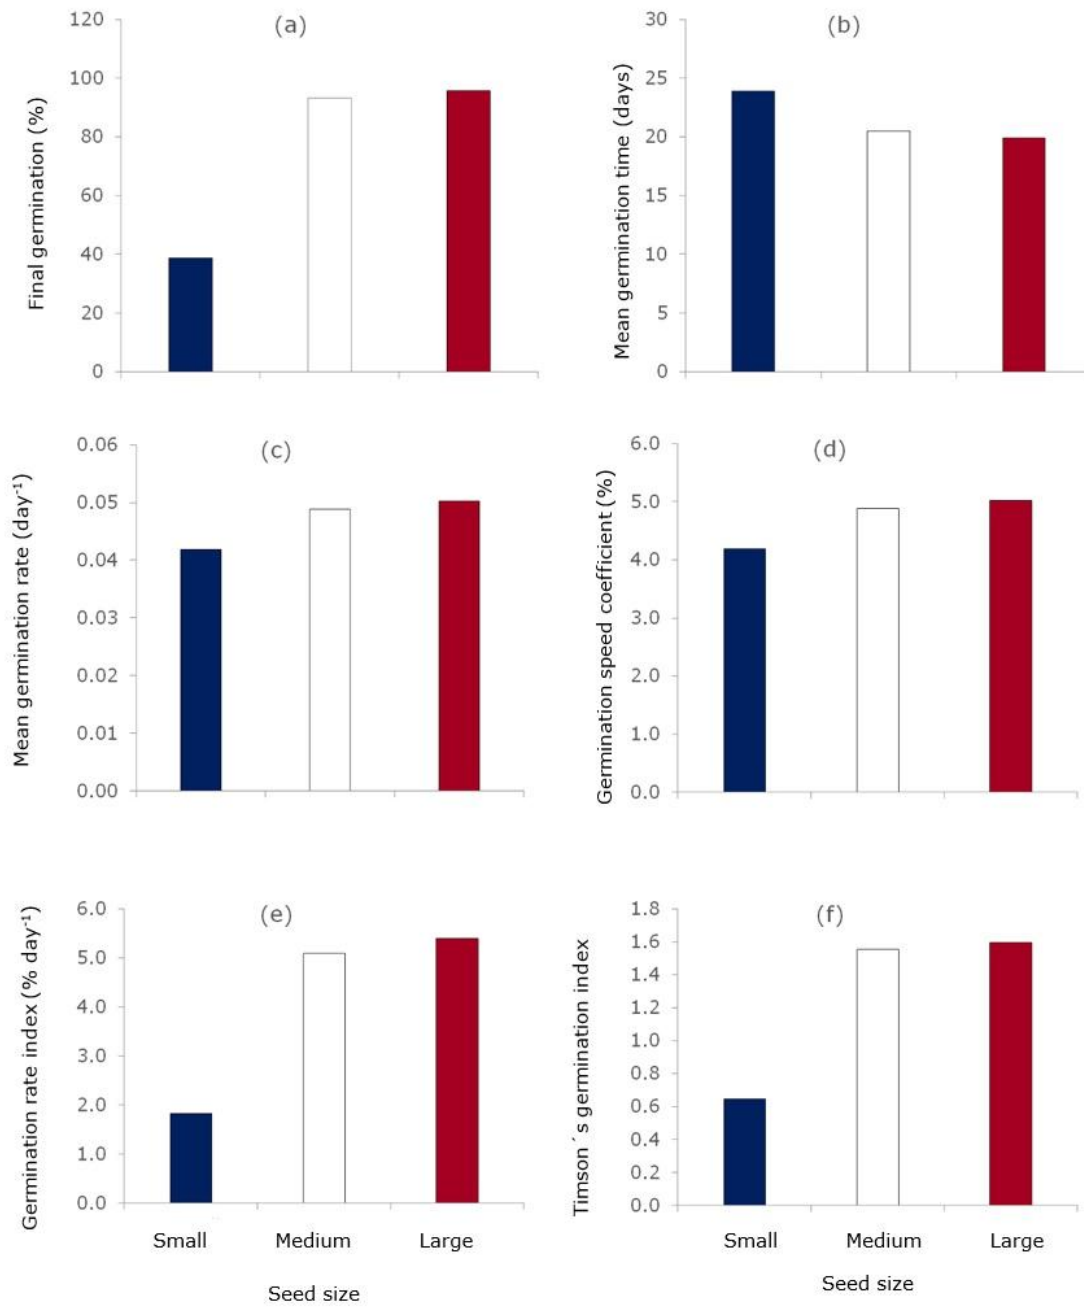 (a)
Final germination (%)
120
100
80
60
40
20
0
(b)
Mean germination time (days)
30
25
20
15
10
5
0
(c)
Mean germination rate (day⁻¹)
0.06
0.05
0.04
0.03
0.02
0.01
0.00
(d)
Germination speed coefficient (%)
6.0
5.0
4.0
3.0
2.0
1.0
0.0
(e)
Germination rate index (% day⁻¹)
6.0
5.0
4.0
3.0
2.0
1.0
0.0
Small Medium Large
Seed size
(f)
Timson´s germination index
1.8
1.6
1.4
1.2
1.0
0.8
0.6
0.4
0.2
0.0
Small Medium Large
Seed size